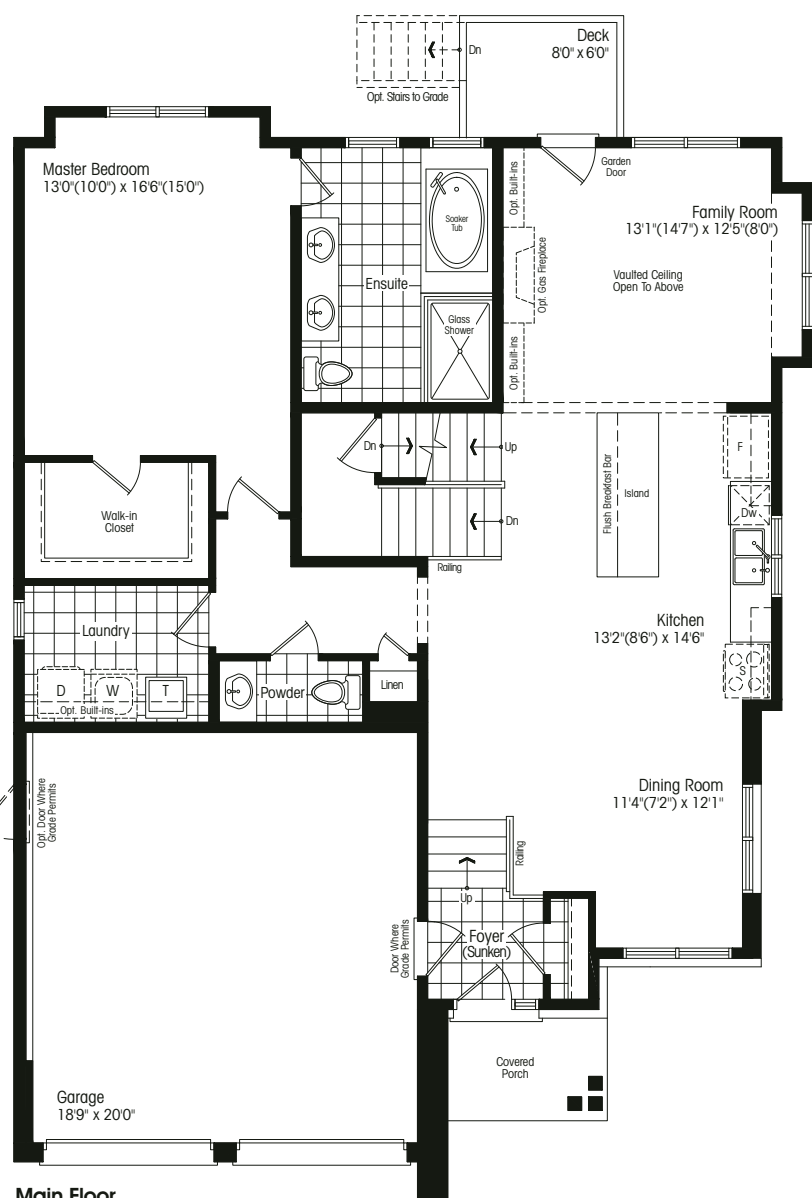 Deck
8'0" x 6'0"
Dn
Opt. Stairs to Grade
Master Bedroom
13'0"(10'0") x 16'6"(15'0")
Garden
Door
Opt. Built-ins
Soaker
Tub
Family Room
13'1"(14'7") x 12'5"(8'0")
Opt. Gas Fireplace
Vaulted Ceiling
Open To Above
Ensuite
Glass
Shower
Opt. Built-ins
Dn
Up
F
Flush Breakfast Bar
Island
Walk-in
Closet
Dw
Dn
Railing
Laundry
Kitchen
13'2"(8'6") x 14'6"
S
D
W
T
Opt. Built-ins
Powder
Linen
Opt. Door Where
Grade Permits
Dining Room
11'4"(7'2") x 12'1"
Railing
Up
Door Where
Grade Permits
Foyer
(Sunken)
Covered
Porch
Garage
18'9" x 20'0"
Main Floor